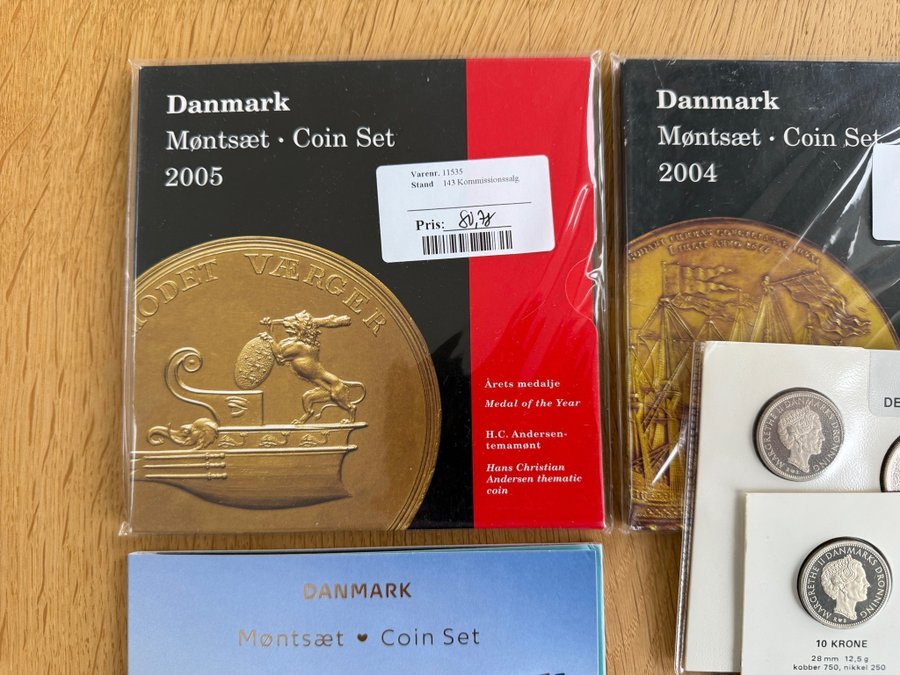 Danmark
Møntsæt · Coin Set
2005
Varenr. 11535
Stand 143 Kommissionssalg
Pris:
ODET VÆRGER
Årets medalje
Medal of the Year
H.C. Andersen-
temamønt
Hans Christian
Andersen thematic
coin
Danmark
Møntsæt · Coin Set
2004
DE
MARGRETHE II DANMARKS DRONNING
MARGRETHE II DANMARKS DRONNING
10 KRONE
28 mm 12,5 g
kobber 750, nikkel 250
DANMARK
Møntsæt ♥ Coin Set